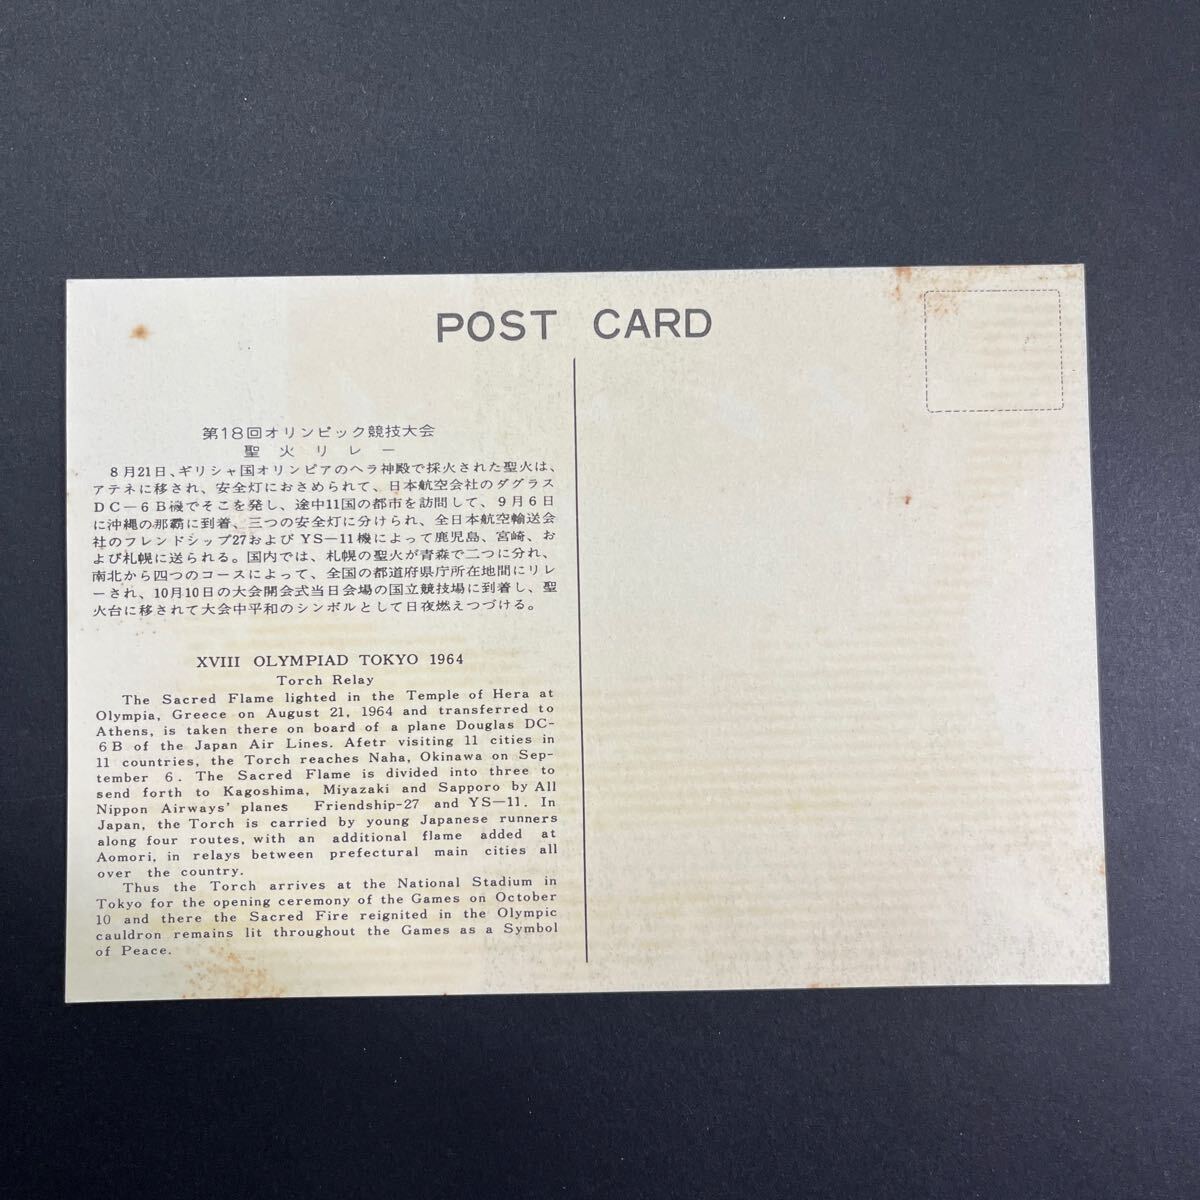 POST CARD
第18回オリンピック競技大会
聖火リレー
8月21日、ギリシャ国オリンピアのヘラ神殿で採火された聖火は、
アテネに移され、安全灯におさめられて、日本航空会社のダグラス
DC—6B機でそこを発し、途中11国の都市を訪問して、9月6日
に沖縄の那覇に到着、三つの安全灯に分けられ、全日本航空輸送会
社のフレンドシップ27およびYS—11機によって鹿児島、宮崎、お
よび札幌に送られる。国内では、札幌の聖火が青森で二つに分れ、
南北から四つのコースによって、全国の都道府県庁所在地間にリレ
ーされ、10月10日の大会開会式当日会場の国立競技場に到着し、聖
火台に移されて大会中平和のシンボルとして日夜燃えつづける。
XVIII OLYMPIAD TOKYO 1964
Torch Relay
The Sacred Flame lighted in the Temple of Hera at
Olympia, Greece on August 21, 1964 and transferred to
Athens, is taken there on board of a plane Douglas DC-
6B of the Japan Air Lines. Afetr visiting 11 cities in
11 countries, the Torch reaches Naha, Okinawa on Sep-
tember 6. The Sacred Flame is divided into three to
send forth to Kagoshima, Miyazaki and Sapporo by All
Nippon Airways' planes Friendship-27 and YS—11. In
Japan, the Torch is carried by young Japanese runners
along four routes, with an additional flame added at
Aomori, in relays between prefectural main cities all
over the country.
Thus the Torch arrives at the National Stadium in
Tokyo for the opening ceremony of the Games on October
10 and there the Sacred Fire reignited in the Olympic
cauldron remains lit throughout the Games as a Symbol
of Peace.